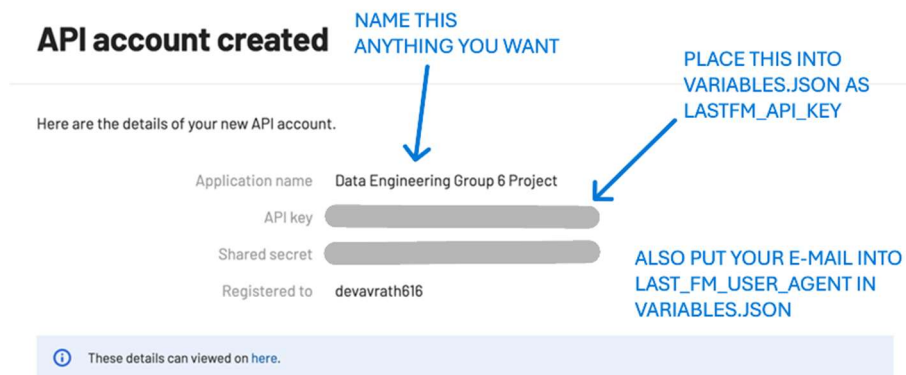 API account created
NAME THIS
ANYTHING YOU WANT
PLACE THIS INTO
VARIABLES.JSON AS
LASTFM_API_KEY
Here are the details of your new API account.
Application name Data Engineering Group 6 Project
API key
Shared secret
Registered to devavrath616
ALSO PUT YOUR E-MAIL INTO
LAST_FM_USER_AGENT IN
VARIABLES.JSON
These details can viewed on here.